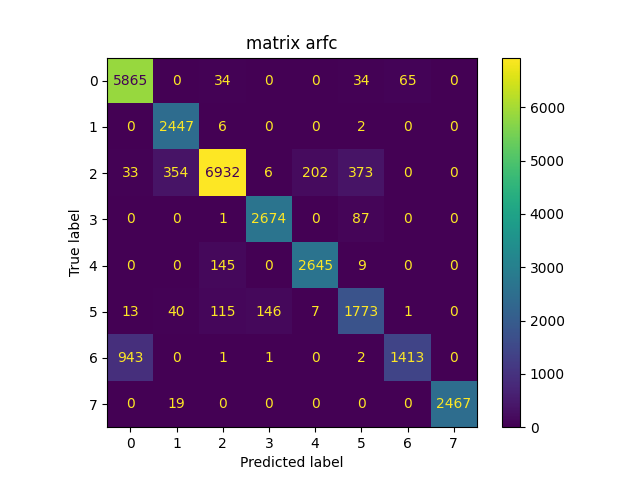 matrix arfc
0 5865 0 34 0 0 34 65 0
1 0 2447 6 0 0 2 0 0
2 33 354 6932 6 202 373 0 0
3 0 0 1 2674 0 87 0 0
4 0 0 145 0 2645 9 0 0
5 13 40 115 146 7 1773 1 0
6 943 0 1 1 0 2 1413 0
7 0 19 0 0 0 0 0 2467
0 1 2 3 4 5 6 7
Predicted label
True label
6000
5000
4000
3000
2000
1000
0